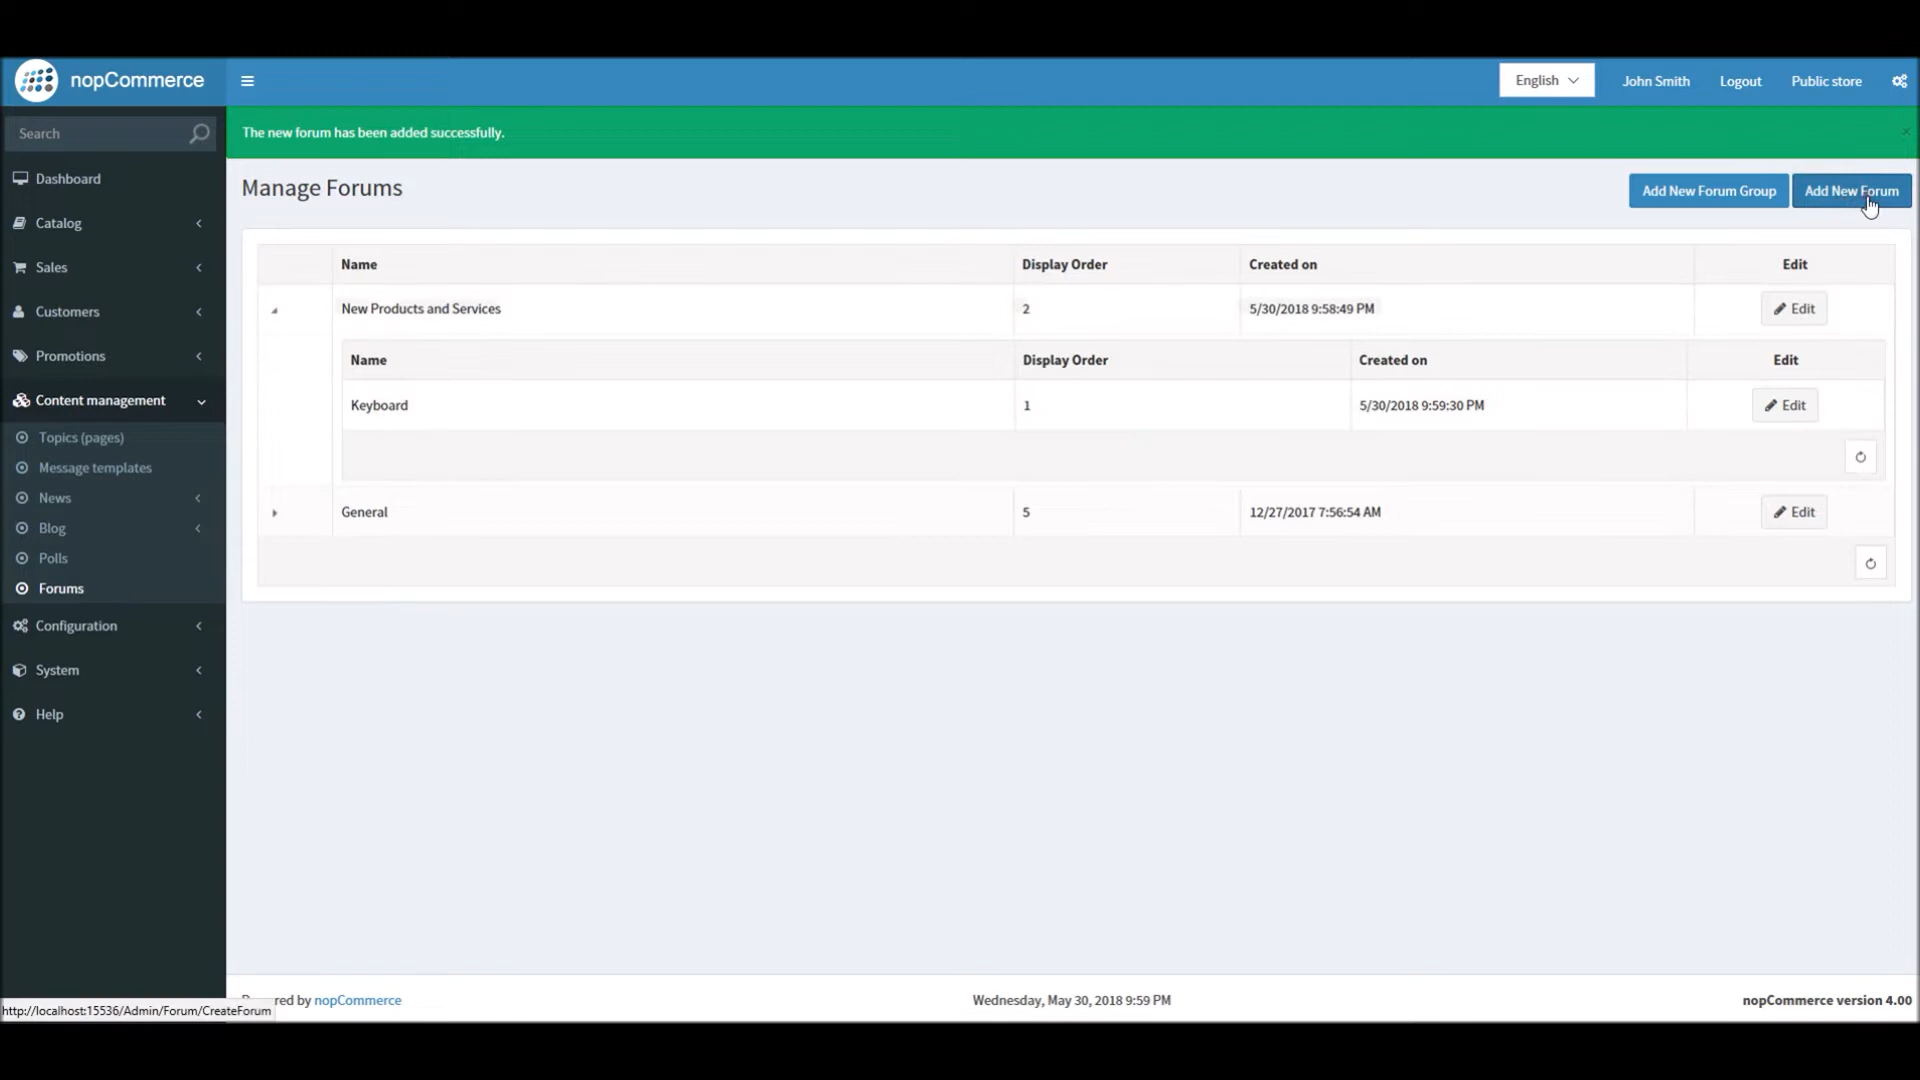 nopCommerce
English
John Smith
Logout
Public store
Search
The new forum has been added successfully.
×
Dashboard
Catalog
Sales
Customers
Promotions
Content management
Topics (pages)
Message templates
News
Blog
Polls
Forums
Configuration
System
Help
Manage Forums
Add New Forum Group
Add New Forum
Name Display Order Created on Edit
New Products and Services 2 5/30/2018 9:58:49 PM Edit
Name Display Order Created on Edit
Keyboard 1 5/30/2018 9:59:30 PM Edit
General 5 12/27/2017 7:56:54 AM Edit
ered by nopCommerce
Wednesday, May 30, 2018 9:59 PM
nopCommerce version 4.00
http://localhost:15536/Admin/Forum/CreateForum